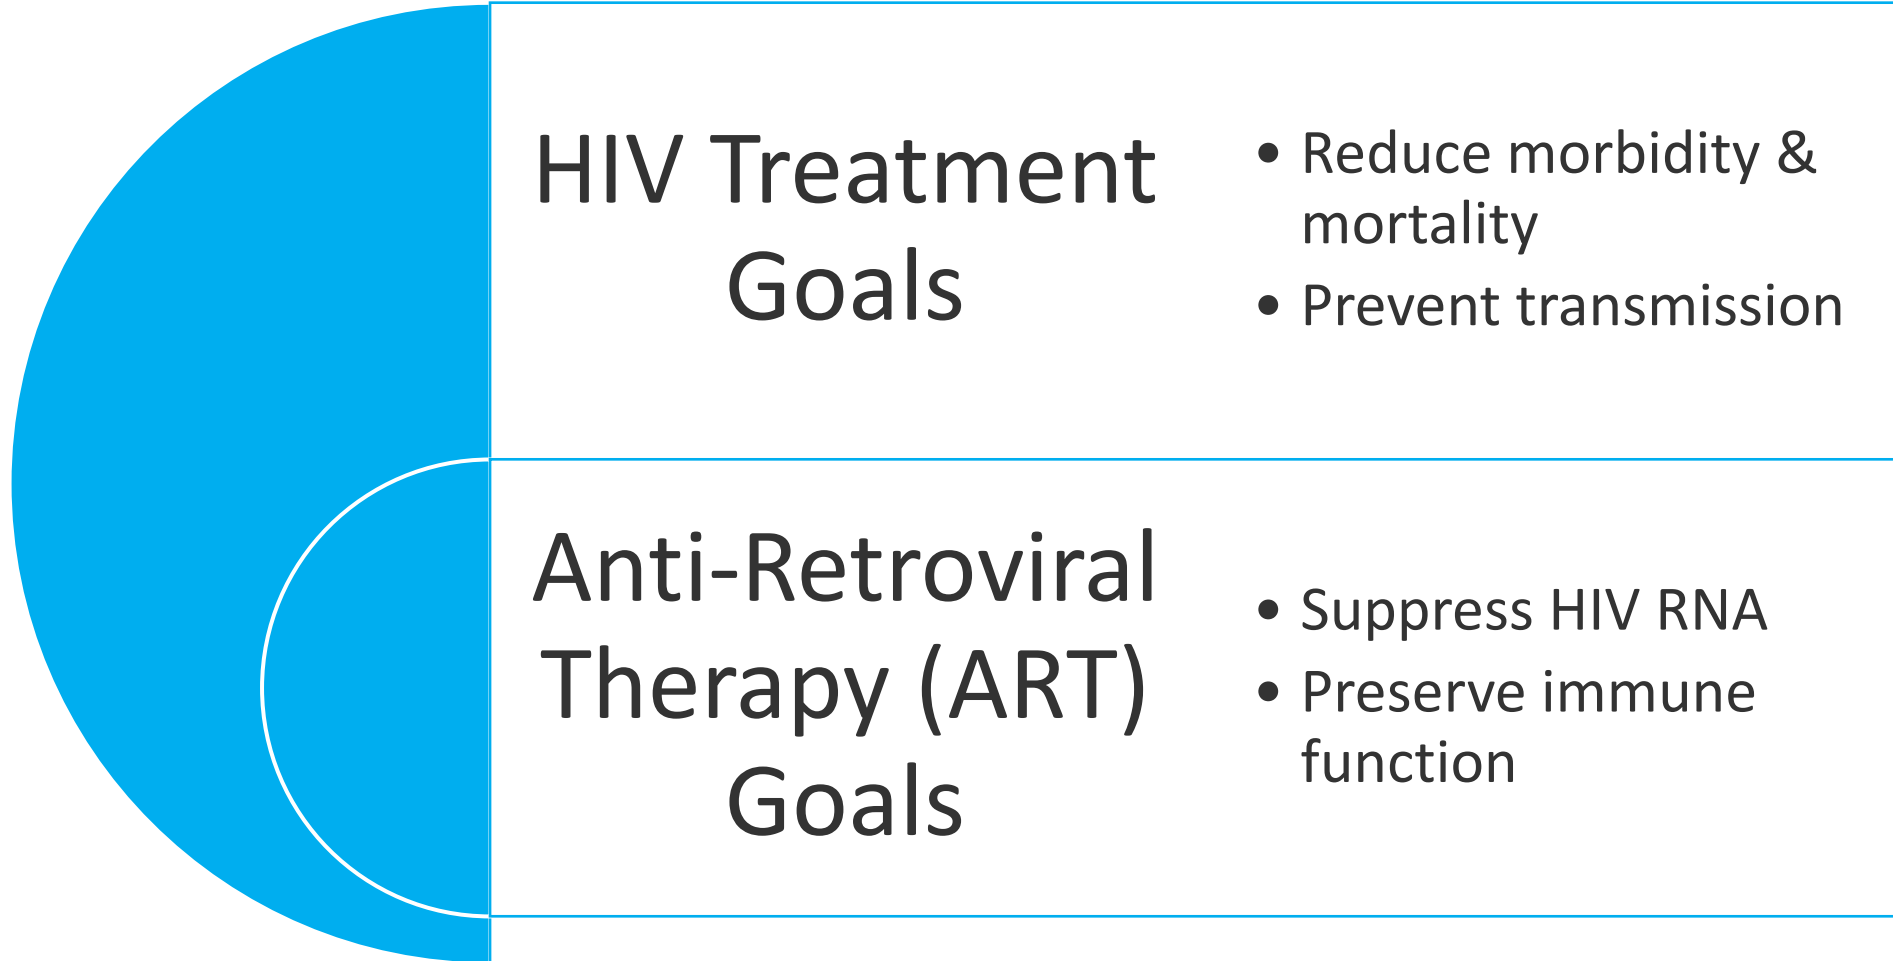 HIV Treatment
Goals
• Reduce morbidity &
mortality
• Prevent transmission
Anti-Retroviral
Therapy (ART)
Goals
• Suppress HIV RNA
• Preserve immune
function